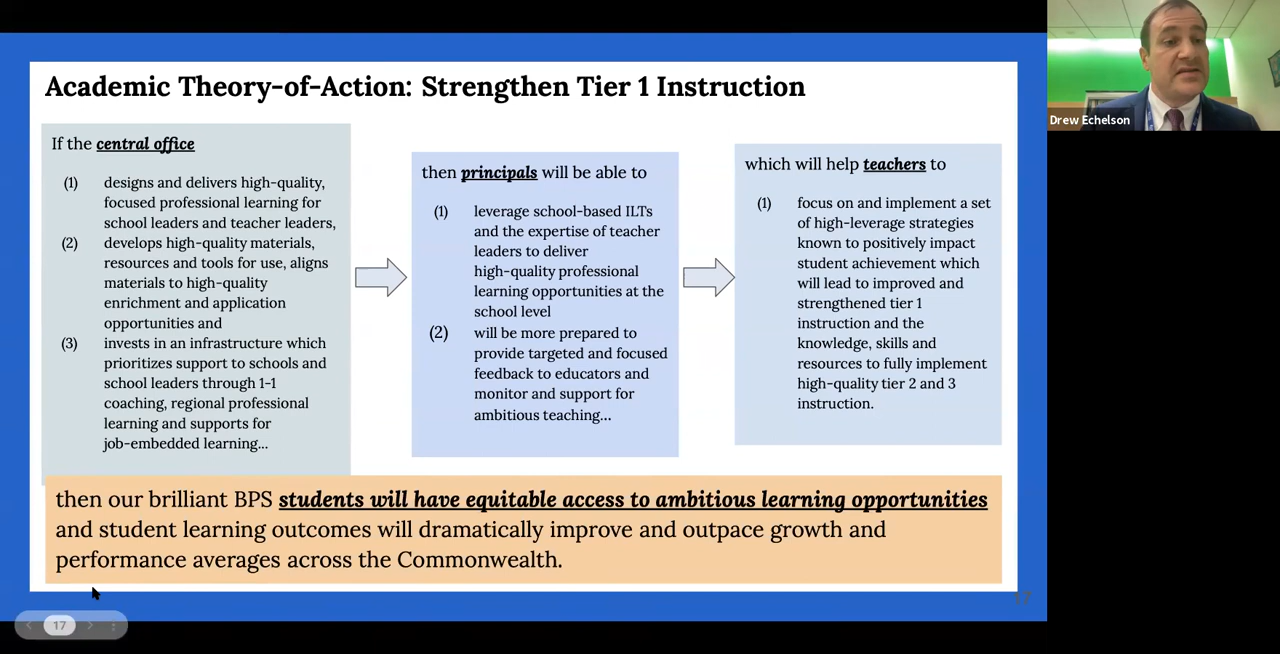 Academic Theory-of-Action: Strengthen Tier 1 Instruction
If the central office
(1) designs and delivers high-quality,
focused professional learning for
school leaders and teacher leaders,
(2) develops high-quality materials,
resources and tools for use, aligns
materials to high-quality
enrichment and application
opportunities and
(3) invests in an infrastructure which
prioritizes support to schools and
school leaders through 1-1
coaching, regional professional
learning and supports for
job-embedded learning...
then principals will be able to
(1) leverage school-based ILTs
and the expertise of teacher
leaders to deliver
high-quality professional
learning opportunities at the
school level
(2) will be more prepared to
provide targeted and focused
feedback to educators and
monitor and support for
ambitious teaching...
which will help teachers to
(1) focus on and implement a set
of high-leverage strategies
known to positively impact
student achievement which
will lead to improved and
strengthened tier 1
instruction and the
knowledge, skills and
resources to fully implement
high-quality tier 2 and 3
instruction.
then our brilliant BPS students will have equitable access to ambitious learning opportunities
and student learning outcomes will dramatically improve and outpace growth and
performance averages across the Commonwealth.
17
17
Drew Echelson